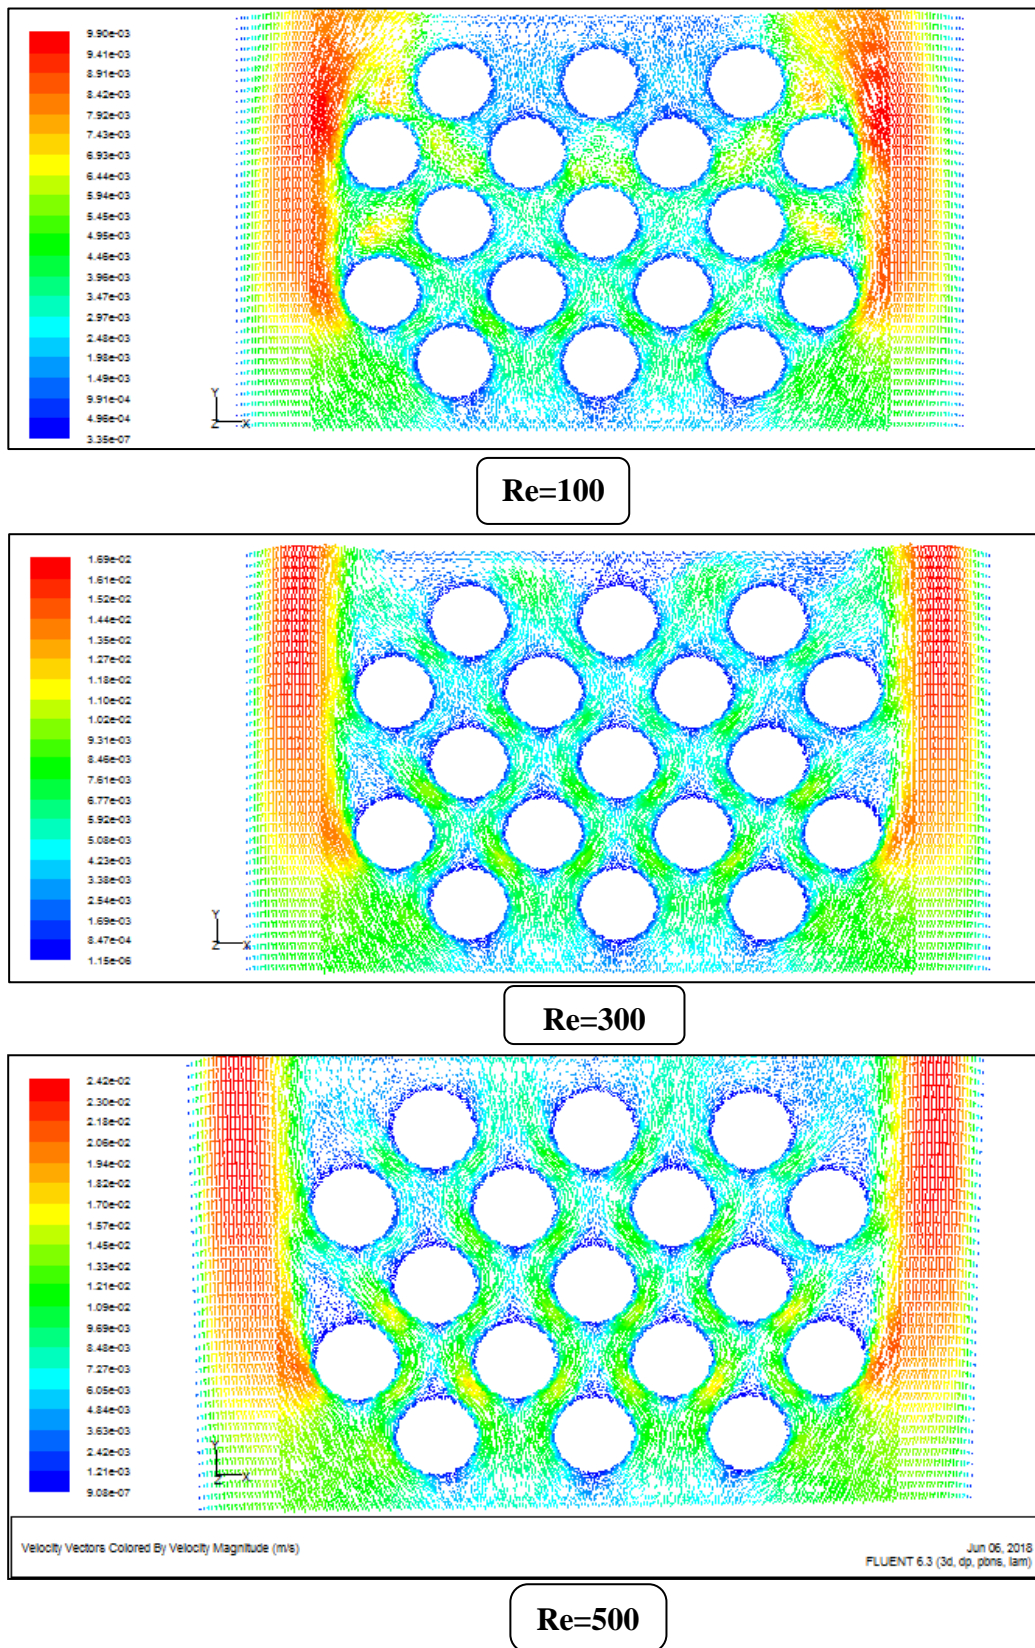 9.90e-03
9.41e-03
8.91e-03
8.42e-03
7.92e-03
7.43e-03
6.93e-03
6.44e-03
5.94e-03
5.45e-03
4.95e-03
4.46e-03
3.96e-03
3.47e-03
2.97e-03
2.48e-03
1.98e-03
1.49e-03
9.91e-04
4.96e-04
3.35e-07
Y
Z X
Re=100
1.69e-02
1.61e-02
1.52e-02
1.44e-02
1.35e-02
1.27e-02
1.18e-02
1.10e-02
1.02e-02
9.31e-03
8.46e-03
7.61e-03
6.77e-03
5.92e-03
5.08e-03
4.23e-03
3.38e-03
2.54e-03
1.69e-03
8.47e-04
1.15e-06
Y
Z X
Re=300
2.42e-02
2.30e-02
2.18e-02
2.06e-02
1.94e-02
1.82e-02
1.70e-02
1.57e-02
1.45e-02
1.33e-02
1.21e-02
1.09e-02
9.69e-03
8.48e-03
7.27e-03
6.05e-03
4.84e-03
3.63e-03
2.42e-03
1.21e-03
9.08e-07
Y
Z X
Velocity Vectors Colored By Velocity Magnitude (m/s)
Jun 06, 2018
FLUENT 6.3 (3d, dp, pbns, lam)
Re=500